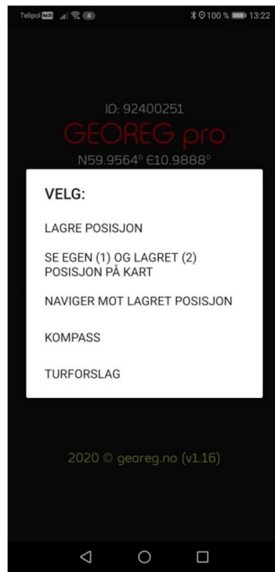 Telipol 4 100 % 13:22
ID: 92400251
GEOREG pro
N59.9564° E10.9888°
VELG:
LAGRE POSISJON
SE EGEN (1) OG LAGRET (2)
POSISJON PÅ KART
NAVIGER MOT LAGRET POSISJON
KOMPASS
TURFORSLAG
2020 © georeg.no (v1.16)